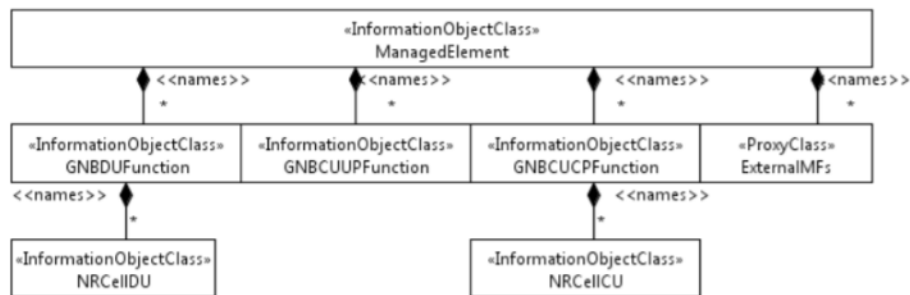 «InformationObjectClass»
ManagedElement
<<names>> <<names>> <<names>> <<names>>
* * * *
«InformationObjectClass» «InformationObjectClass» «InformationObjectClass» «ProxyClass»
GNBDUFunction GNBCUUPFunction GNBCUCPFunction ExternalMFs
<<names>> <<names>>
* *
«InformationObjectClass» «InformationObjectClass»
NRCellDU NRCellCU